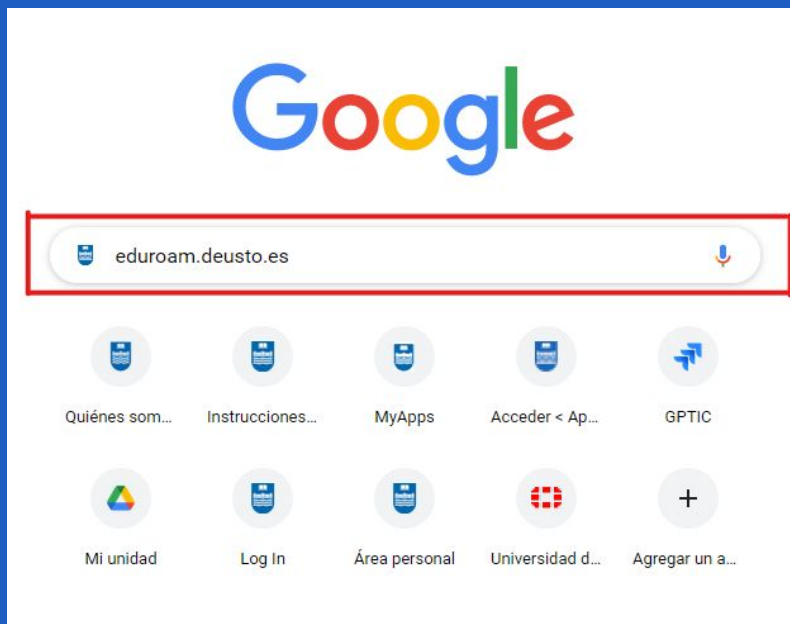 Google
eduroam.deusto.es
Quiénes som... Instrucciones... MyApps Acceder < Ap... GPTIC
Mi unidad Log In Área personal Universidad d... Agregar un a...